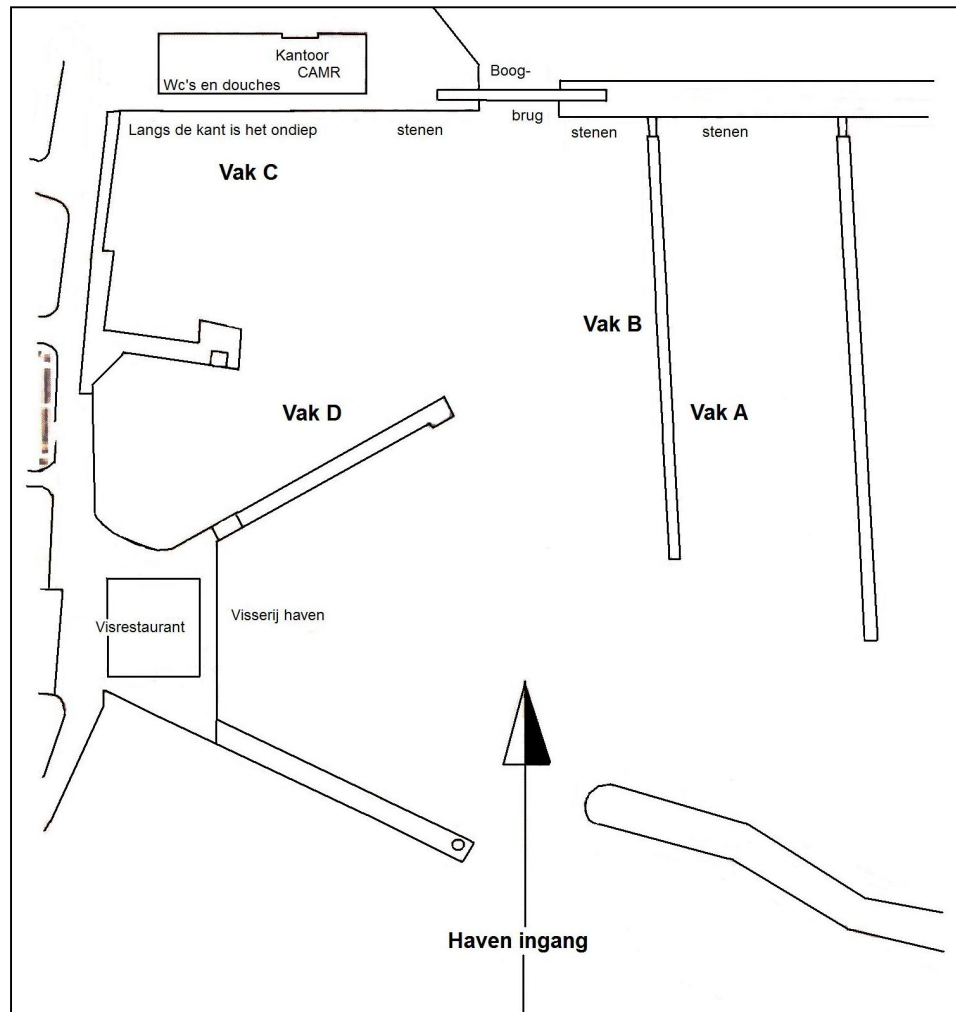 Kantoor
CAMR
Wc's en douches
Boog-
brug
Langs de kant is het ondiep
stenen
stenen
stenen
Vak C
Vak B
Vak A
Vak D
Visrestaurant
Visserij haven
Haven ingang